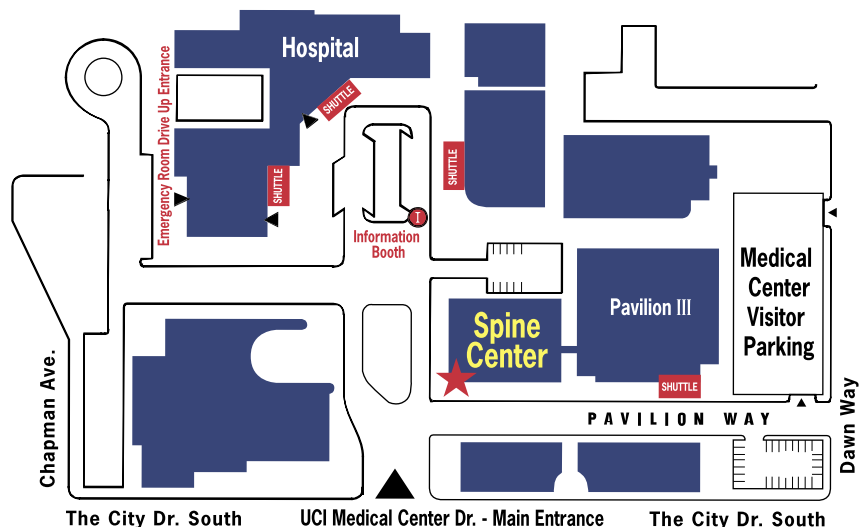 Hospital
Emergency Room Drive Up Entrance
SHUTTLE
SHUTTLE
SHUTTLE
I
Information
Booth
Medical
Center
Visitor
Parking
Pavilion III
Spine
Center
SHUTTLE
PAVILION WAY
Chapman Ave.
Dawn Way
The City Dr. South
UCI Medical Center Dr. - Main Entrance
The City Dr. South